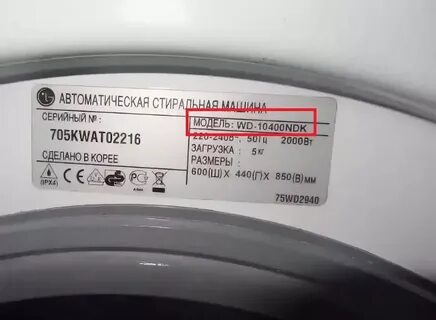 LG АВТОМАТИЧЕСКАЯ СТИРАЛЬНАЯ МАШИНА
СЕРИЙНЫЙ № :
705KWAT02216
СДЕЛАНО В КОРЕЕ
МОДЕЛЬ: WD-10400NDK
220-240В~, 50Гц 2000Вт
ЗАГРУЗКА : 5кг
РАЗМЕРЫ :
600(Ш) X 440(Г) X 850(В)мм
(IPX4)
75WD2940